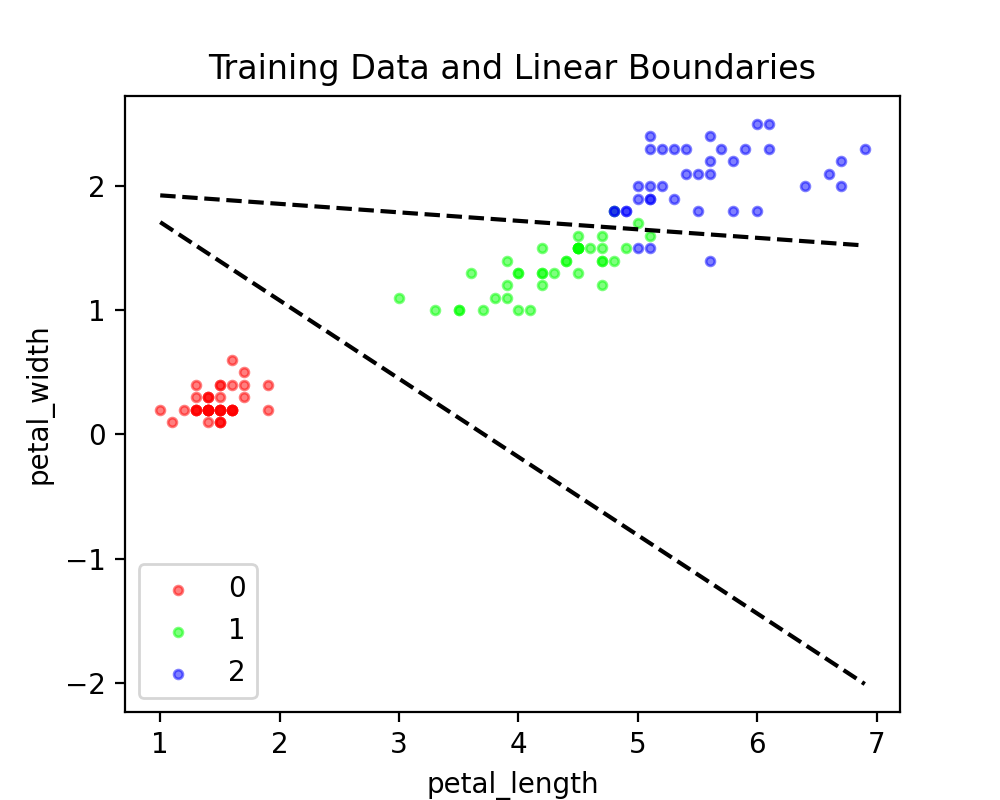 Training Data and Linear Boundaries
petal_width
2
1
0
−1
−2
0
1
2
1 2 3 4 5 6 7
petal_length